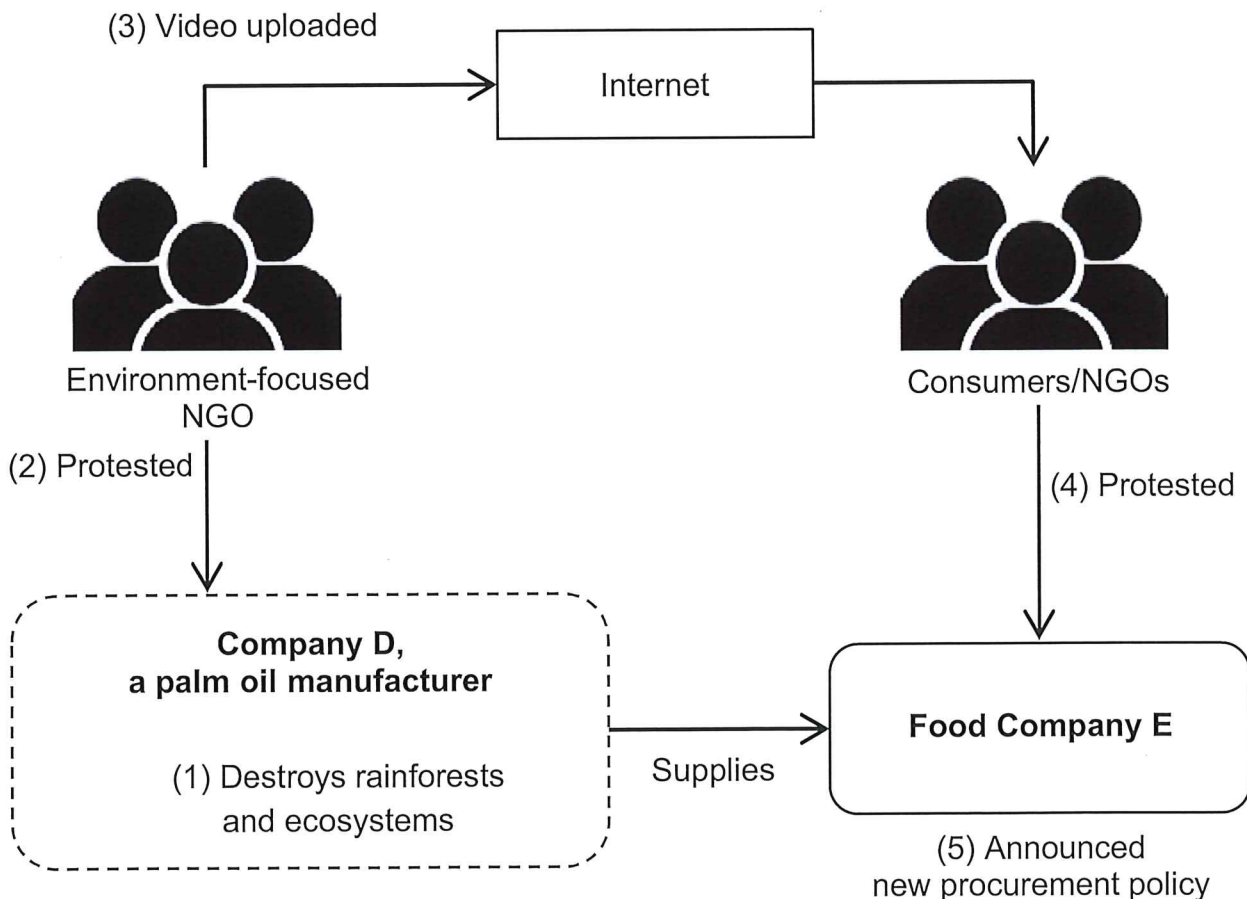 (3) Video uploaded
Internet
Environment-focused
NGO
Consumers/NGOs
(2) Protested
(4) Protested
Company D,
a palm oil manufacturer
(1) Destroys rainforests
and ecosystems
Supplies
Food Company E
(5) Announced
new procurement policy